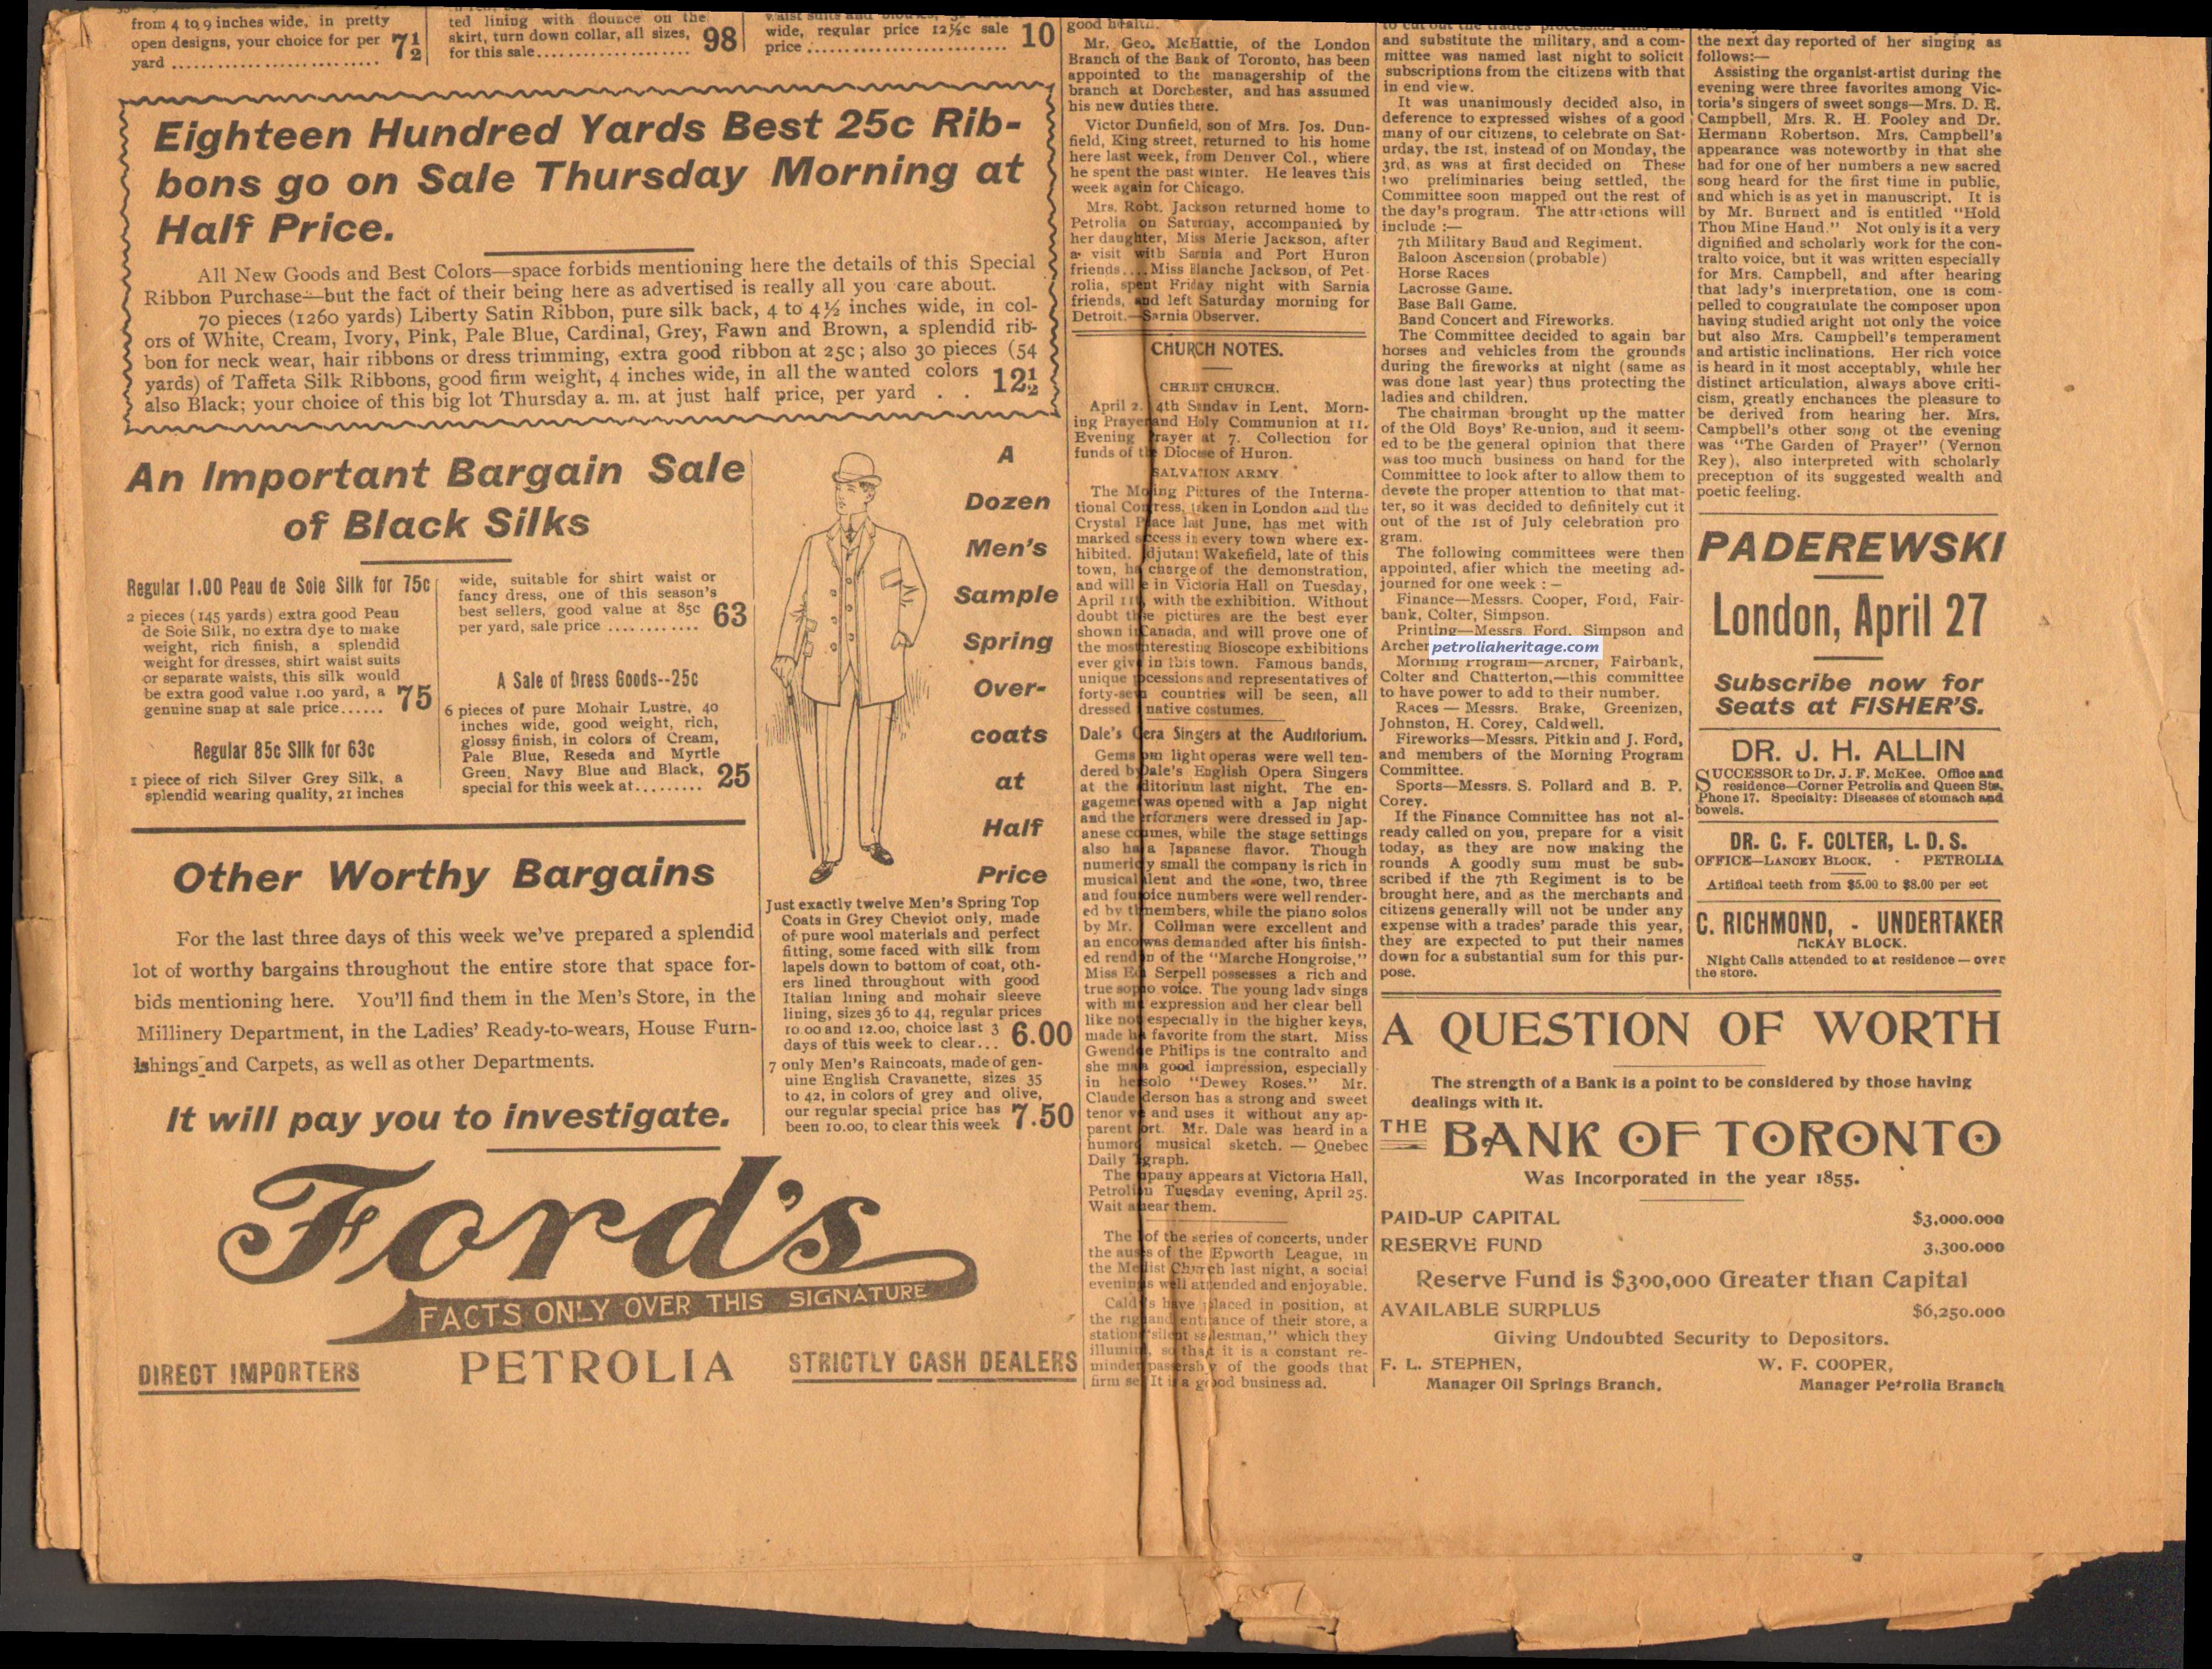 from 4 to 9 inches wide, in pretty
open designs, your choice for per
yard .......................... 7½
ted lining with flounce on the
skirt, turn down collar, all sizes,
for this sale.................... 98
wide, regular price 12½c sale
price .......................... 10
Eighteen Hundred Yards Best 25c Rib-
bons go on Sale Thursday Morning at
Half Price.
All New Goods and Best Colors—space forbids mentioning here the details of this Special
Ribbon Purchase—but the fact of their being here as advertised is really all you care about.
70 pieces (1260 yards) Liberty Satin Ribbon, pure silk back, 4 to 4½ inches wide, in col-
ors of White, Cream, Ivory, Pink, Pale Blue, Cardinal, Grey, Fawn and Brown, a splendid rib-
bon for neck wear, hair ribbons or dress trimming, extra good ribbon at 25c; also 30 pieces (54
yards) of Taffeta Silk Ribbons, good firm weight, 4 inches wide, in all the wanted colors
also Black; your choice of this big lot Thursday a. m. at just half price, per yard . . 12½
An Important Bargain Sale
of Black Silks
Regular 1.00 Peau de Soie Silk for 75c
2 pieces (145 yards) extra good Peau
de Soie Silk, no extra dye to make
weight, rich finish, a splendid
weight for dresses, shirt waist suits
or separate waists, this silk would
be extra good value 1.00 yard, a
genuine snap at sale price...... 75
Regular 85c Silk for 63c
1 piece of rich Silver Grey Silk, a
splendid wearing quality, 21 inches
wide, suitable for shirt waist or
fancy dress, one of this season's
best sellers, good value at 85c
per yard, sale price ............ 63
A Sale of Dress Goods--25c
6 pieces of pure Mohair Lustre, 40
inches wide, good weight, rich,
glossy finish, in colors of Cream,
Pale Blue, Reseda and Myrtle
Green, Navy Blue and Black,
special for this week at......... 25
Other Worthy Bargains
For the last three days of this week we've prepared a splendid
lot of worthy bargains throughout the entire store that space for-
bids mentioning here. You'll find them in the Men's Store, in the
Millinery Department, in the Ladies' Ready-to-wears, House Furn-
ishings and Carpets, as well as other Departments.
It will pay you to investigate.
A
Dozen
Men's
Sample
Spring
Over-
coats
at
Half
Price
Just exactly twelve Men's Spring Top
Coats in Grey Cheviot only, made
of pure wool materials and perfect
fitting, some faced with silk from
lapels down to bottom of coat, oth-
ers lined throughout with good
Italian lining and mohair sleeve
lining, sizes 36 to 44, regular prices
10.00 and 12.00, choice last 3
days of this week to clear... 6.00
7 only Men's Raincoats, made of gen-
uine English Cravanette, sizes 35
to 42, in colors of grey and olive,
our regular special price has
been 10.00, to clear this week 7.50
Ford's
FACTS ONLY OVER THIS SIGNATURE
DIRECT IMPORTERS PETROLIA STRICTLY CASH DEALERS
good health.
Mr. Geo. McHattie, of the London
Branch of the Bank of Toronto, has been
appointed to the managership of the
branch at Dorchester, and has assumed
his new duties there.
Victor Dunfield, son of Mrs. Jos. Dun-
field, King street, returned to his home
here last week, from Denver Col., where
he spent the past winter. He leaves this
week again for Chicago.
Mrs. Robt. Jackson returned home to
Petrolia on Saturday, accompanied by
her daughter, Miss Merie Jackson, after
a visit with Sarnia and Port Huron
friends....Miss Blanche Jackson, of Pet-
rolia, spent Friday night with Sarnia
friends, and left Saturday morning for
Detroit.—Sarnia Observer.
CHURCH NOTES.
CHRIST CHURCH.
April 2. 4th Sunday in Lent. Morn-
ing Prayer and Holy Communion at 11.
Evening Prayer at 7. Collection for
funds of the Diocese of Huron.
SALVATION ARMY.
The Moving Pictures of the Interna-
tional Congress, taken in London and the
Crystal Palace last June, has met with
marked success in every town where ex-
hibited. Adjutant Wakefield, late of this
town, has charge of the demonstration,
and will be in Victoria Hall on Tuesday,
April 11th, with the exhibition. Without
doubt these pictures are the best ever
shown in Canada, and will prove one of
the most interesting Bioscope exhibitions
ever given in this town. Famous bands,
unique processions and representatives of
forty-seven countries will be seen, all
dressed native costumes.
Dale's Opera Singers at the Auditorium.
Gems from light operas were well ten-
dered by Dale's English Opera Singers
at the Auditorium last night. The en-
gagement was opened with a Jap night
and the performers were dressed in Jap-
anese costumes, while the stage settings
also had a Japanese flavor. Though
numerically small the company is rich in
musical talent and the one, two, three
and four voice numbers were well render-
ed by the members, while the piano solos
by Mr. Collman were excellent and
an encore was demanded after his finish-
ed rendition of the "Marche Hongroise,"
Miss Serpell possesses a rich and
true soprano voice. The young lady sings
with expression and her clear bell
like notes especially in the higher keys,
made her favorite from the start. Miss
Philips is the contralto and
she made a good impression, especially
in her solo "Dewey Roses." Mr.
Claude has a strong and sweet
tenor voice and uses it without any ap-
parent effort. Mr. Dale was heard in a
humorous musical sketch. — Quebec
Daily Telegraph.
The company appears at Victoria Hall,
Petrolia on Tuesday evening, April 25.
Wait hear them.
The of the series of concerts, under
the auspices of the Epworth League, in
the Methodist Church last night, a social
evening was well attended and enjoyable.
have placed in position, at
the right hand entrance of their store, a
"silent salesman," which they
so that it is a constant re-
minder passersby of the goods that
firm sell. It is a good business ad.
to cut out the trades procession this year
and substitute the military, and a com-
mittee was named last night to solicit
subscriptions from the citizens with that
in end view.
It was unanimously decided also, in
deference to expressed wishes of a good
many of our citizens, to celebrate on Sat-
urday, the 1st, instead of on Monday, the
3rd, as was at first decided on These
two preliminaries being settled, the
Committee soon mapped out the rest of
the day's program. The attractions will
include :—
7th Military Band and Regiment.
Baloon Ascension (probable)
Horse Races
Lacrosse Game.
Base Ball Game.
Band Concert and Fireworks.
The Committee decided to again bar
horses and vehicles from the grounds
during the fireworks at night (same as
was done last year) thus protecting the
ladies and children.
The chairman brought up the matter
of the Old Boys' Re-union, and it seem-
ed to be the general opinion that there
was too much business on hand for the
Committee to look after to allow them to
devote the proper attention to that mat-
ter, so it was decided to definitely cut it
out of the 1st of July celebration pro
gram.
The following committees were then
appointed, after which the meeting ad-
journed for one week : —
Finance—Messrs. Cooper, Ford, Fair-
bank, Colter, Simpson.
Printing—Messrs. Ford, Simpson and
Archer
petroliaheritage.com
Morning Program—Archer, Fairbank,
Colter and Chatterton,—this committee
to have power to add to their number.
Races — Messrs. Brake, Greenizen,
Johnston, H. Corey, Caldwell.
Fireworks—Messrs. Pitkin and J. Ford,
and members of the Morning Program
Committee.
Sports—Messrs. S. Pollard and B. P.
Corey.
If the Finance Committee has not al-
ready called on you, prepare for a visit
today, as they are now making the
rounds A goodly sum must be sub-
scribed if the 7th Regiment is to be
brought here, and as the merchants and
citizens generally will not be under any
expense with a trades' parade this year,
they are expected to put their names
down for a substantial sum for this pur-
pose.
the next day reported of her singing as
follows:—
Assisting the organist-artist during the
evening were three favorites among Vic-
toria's singers of sweet songs—Mrs. D. E.
Campbell, Mrs. R. H. Pooley and Dr.
Hermann Robertson. Mrs. Campbell's
appearance was noteworthy in that she
had for one of her numbers a new sacred
song heard for the first time in public,
and which is as yet in manuscript. It is
by Mr. Burnett and is entitled "Hold
Thou Mine Hand." Not only is it a very
dignified and scholarly work for the con-
tralto voice, but it was written especially
for Mrs. Campbell, and after hearing
that lady's interpretation, one is com-
pelled to congratulate the composer upon
having studied aright not only the voice
but also Mrs. Campbell's temperament
and artistic inclinations. Her rich voice
is heard in it most acceptably, while her
distinct articulation, always above criti-
cism, greatly enchances the pleasure to
be derived from hearing her. Mrs.
Campbell's other song ot the evening
was "The Garden of Prayer" (Vernon
Rey), also interpreted with scholarly
preception of its suggested wealth and
poetic feeling.
PADEREWSKI
London, April 27
Subscribe now for
Seats at FISHER'S.
DR. J. H. ALLIN
SUCCESSOR to Dr. J. F. McKee. Office and
residence—Corner Petrolia and Queen Sts.
Phone 17. Specialty: Diseases of stomach and
bowels.
DR. C. F. COLTER, L. D. S.
OFFICE—LANCEY BLOCK. - PETROLIA
Artifical teeth from $5.00 to $8.00 per set
C. RICHMOND, - UNDERTAKER
McKAY BLOCK.
Night Calls attended to at residence — over
the store.
A QUESTION OF WORTH
The strength of a Bank is a point to be considered by those having
dealings with it.
THE BANK OF TORONTO
Was Incorporated in the year 1855.
PAID-UP CAPITAL $3,000.000
RESERVE FUND 3,300.000
Reserve Fund is $300,000 Greater than Capital
AVAILABLE SURPLUS $6,250.000
Giving Undoubted Security to Depositors.
F. L. STEPHEN, W. F. COOPER,
Manager Oil Springs Branch. Manager Petrolia Branch